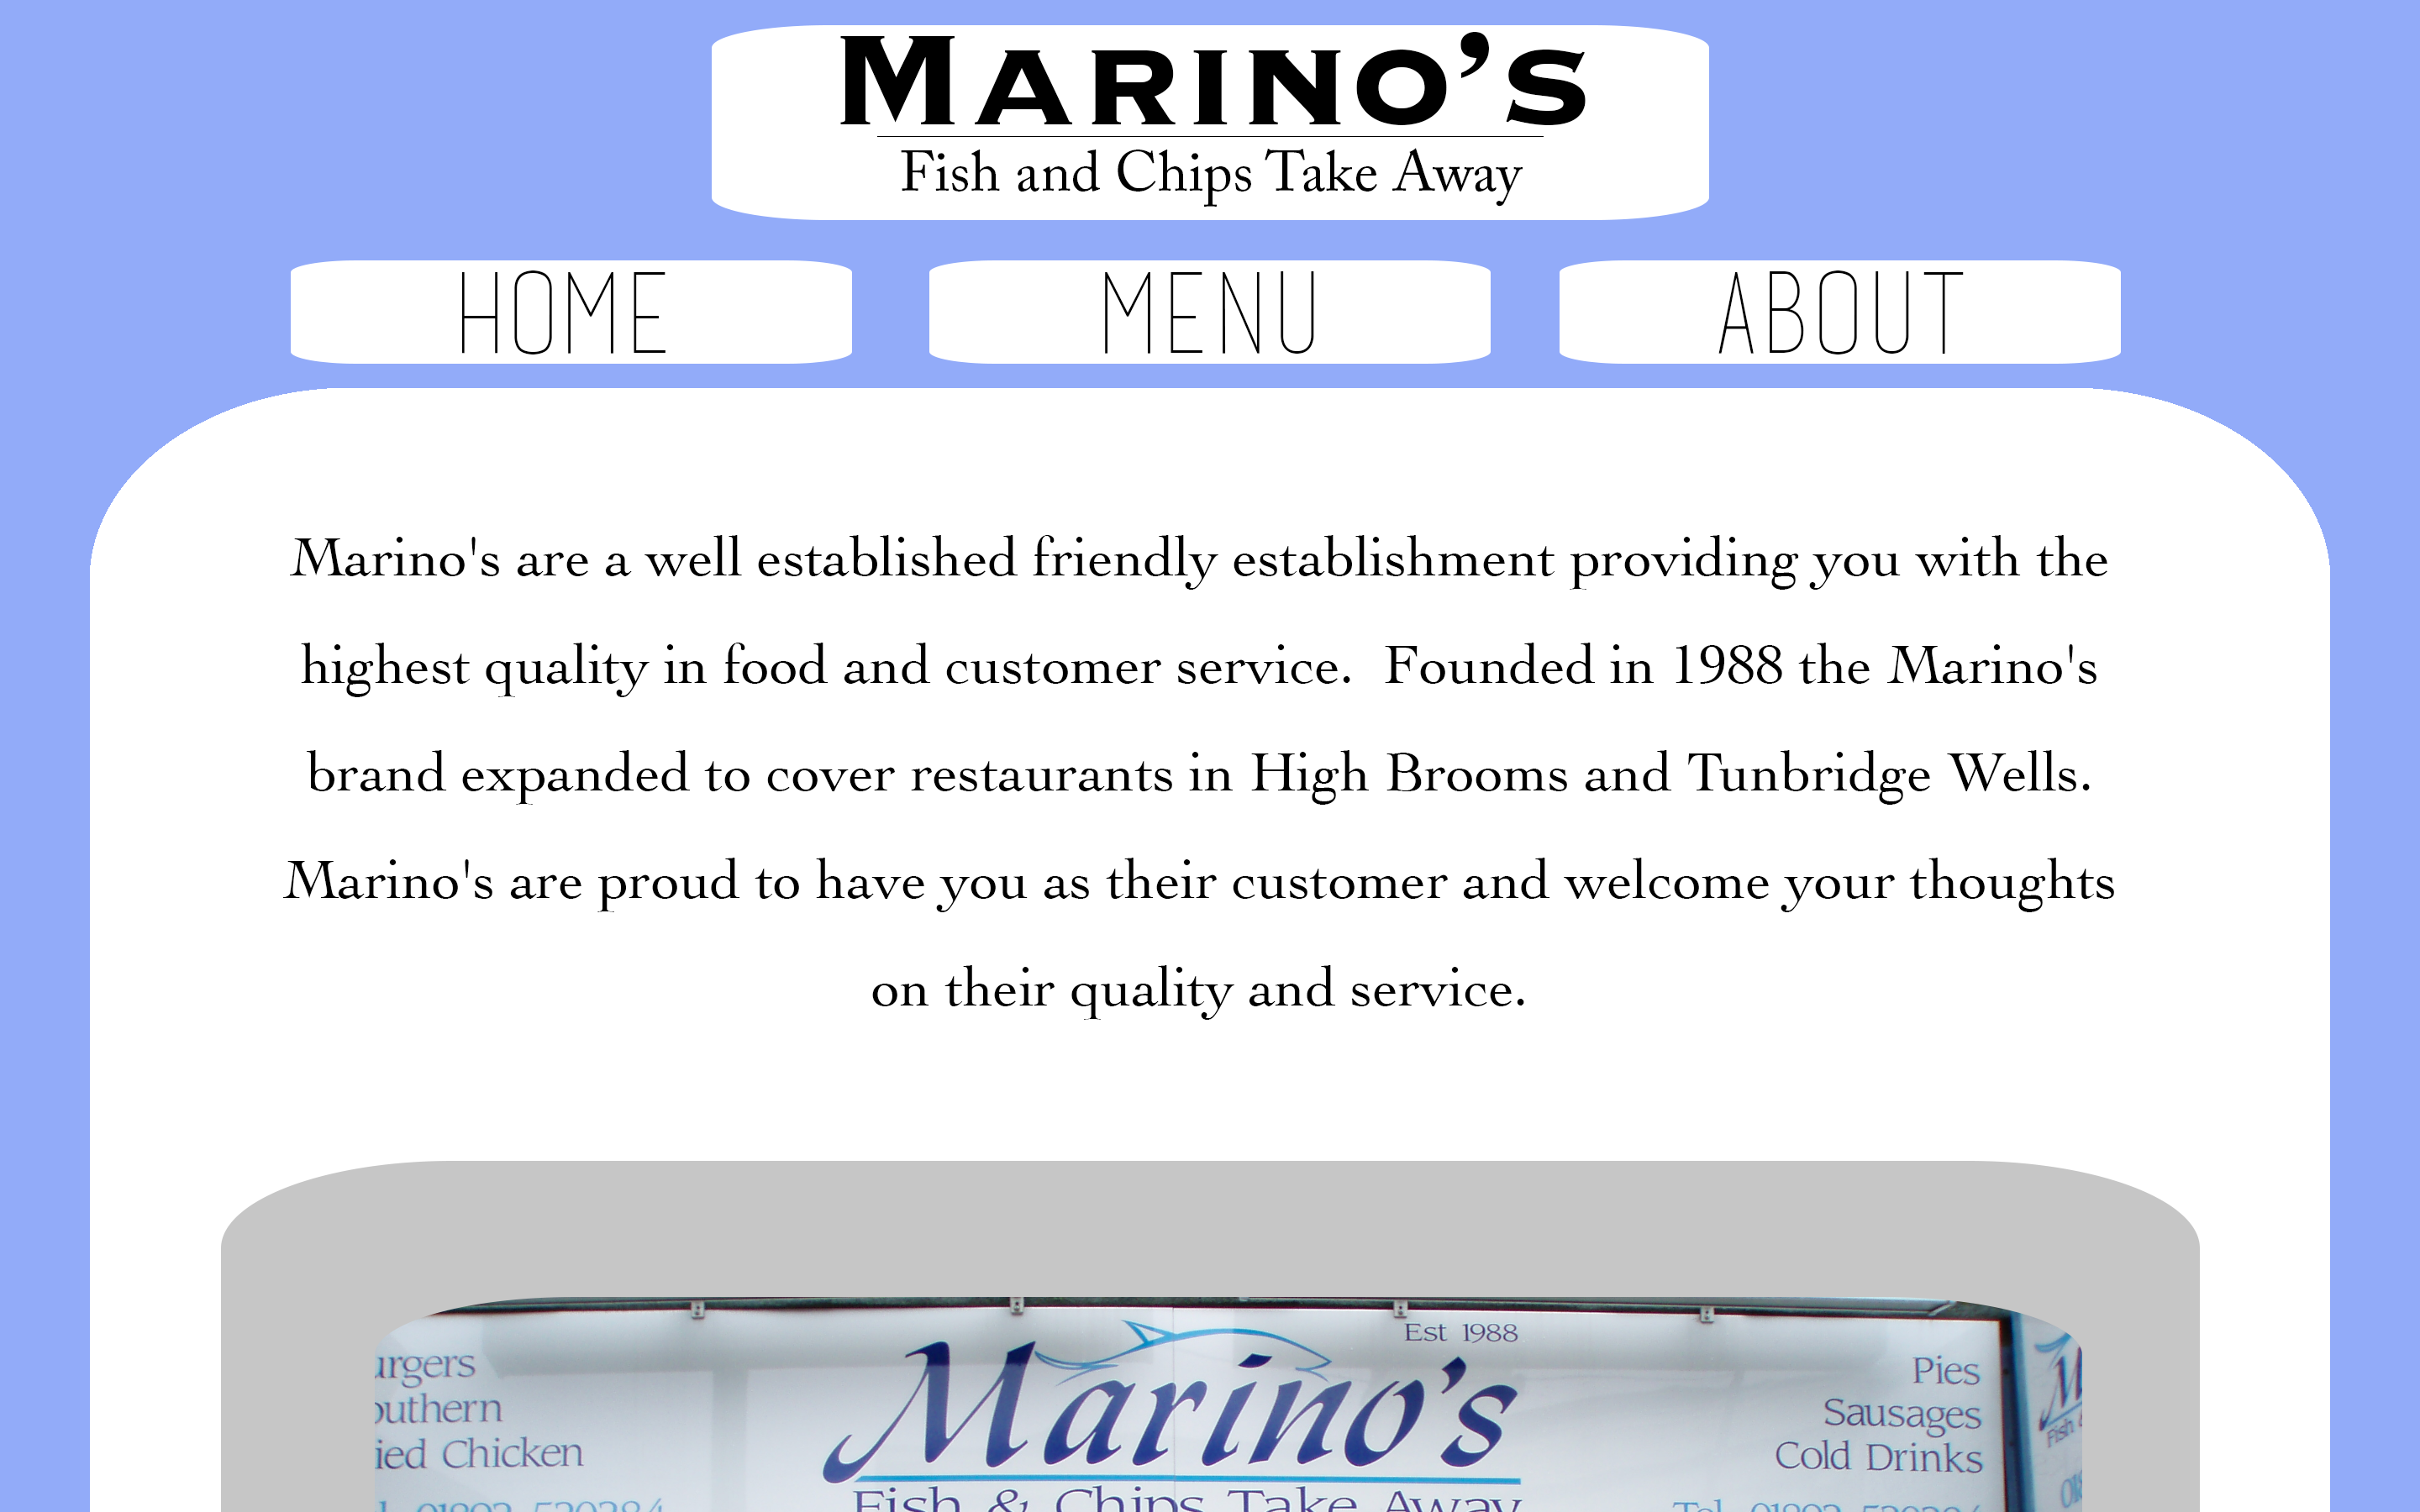 MARINO'S
Fish and Chips Take Away
HOME MENU ABOUT
Marino's are a well established friendly establishment providing you with the
highest quality in food and customer service.  Founded in 1988 the Marino's
brand expanded to cover restaurants in High Brooms and Tunbridge Wells.
Marino's are proud to have you as their customer and welcome your thoughts
on their quality and service.
Est 1988
Marino's
Fish & Chips Take Away
urgers
outhern
ied Chicken
Pies
Sausages
Cold Drinks